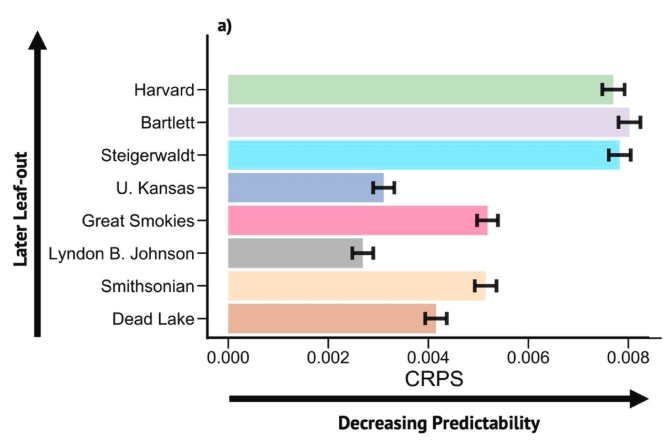 a)
Later Leaf-out
Harvard
Bartlett
Steigerwaldt
U. Kansas
Great Smokies
Lyndon B. Johnson
Smithsonian
Dead Lake
0.000 0.002 0.004 0.006 0.008
CRPS
Decreasing Predictability